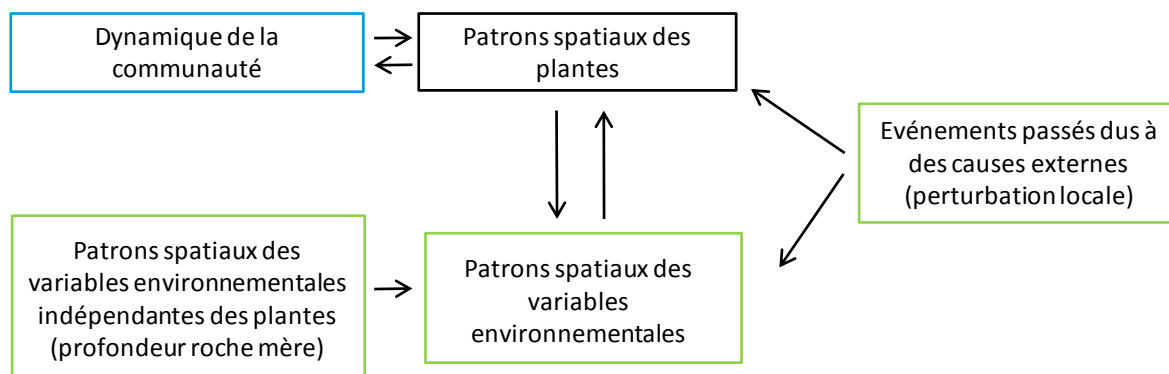 Dynamique de la
communauté
Patrons spatiaux des
plantes
Evénements passés dus à
des causes externes
(perturbation locale)
Patrons spatiaux des
variables environnementales
indépendantes des plantes
(profondeur roche mère)
Patrons spatiaux des
variables
environnementales